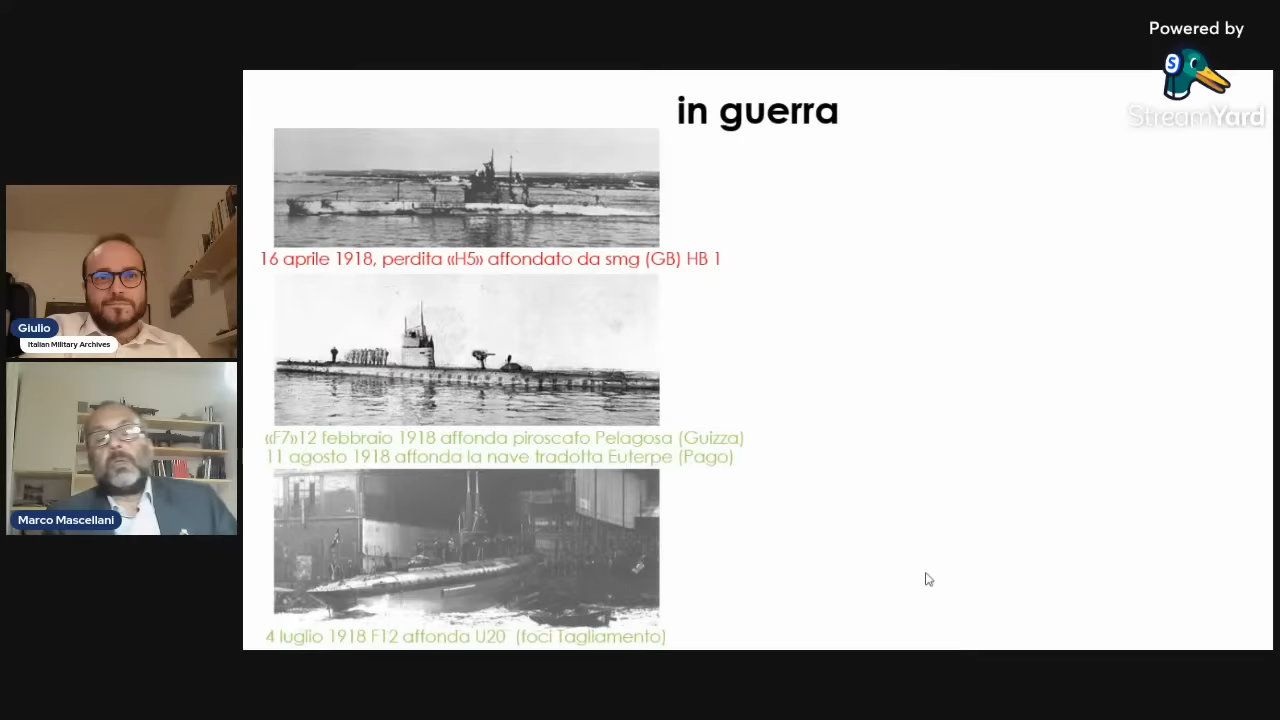 Powered by
S
StreamYard
in guerra
16 aprile 1918, perdita «H5» affondato da smg (GB) HB 1
«F7»12 febbraio 1918 affonda piroscafo Pelagosa (Guizza)
11 agosto 1918 affonda la nave tradotta Euterpe (Pago)
4 luglio 1918 F12 affonda U20 (foci Tagliamento)
Giulio
Italian Military Archives
Marco Mascellani